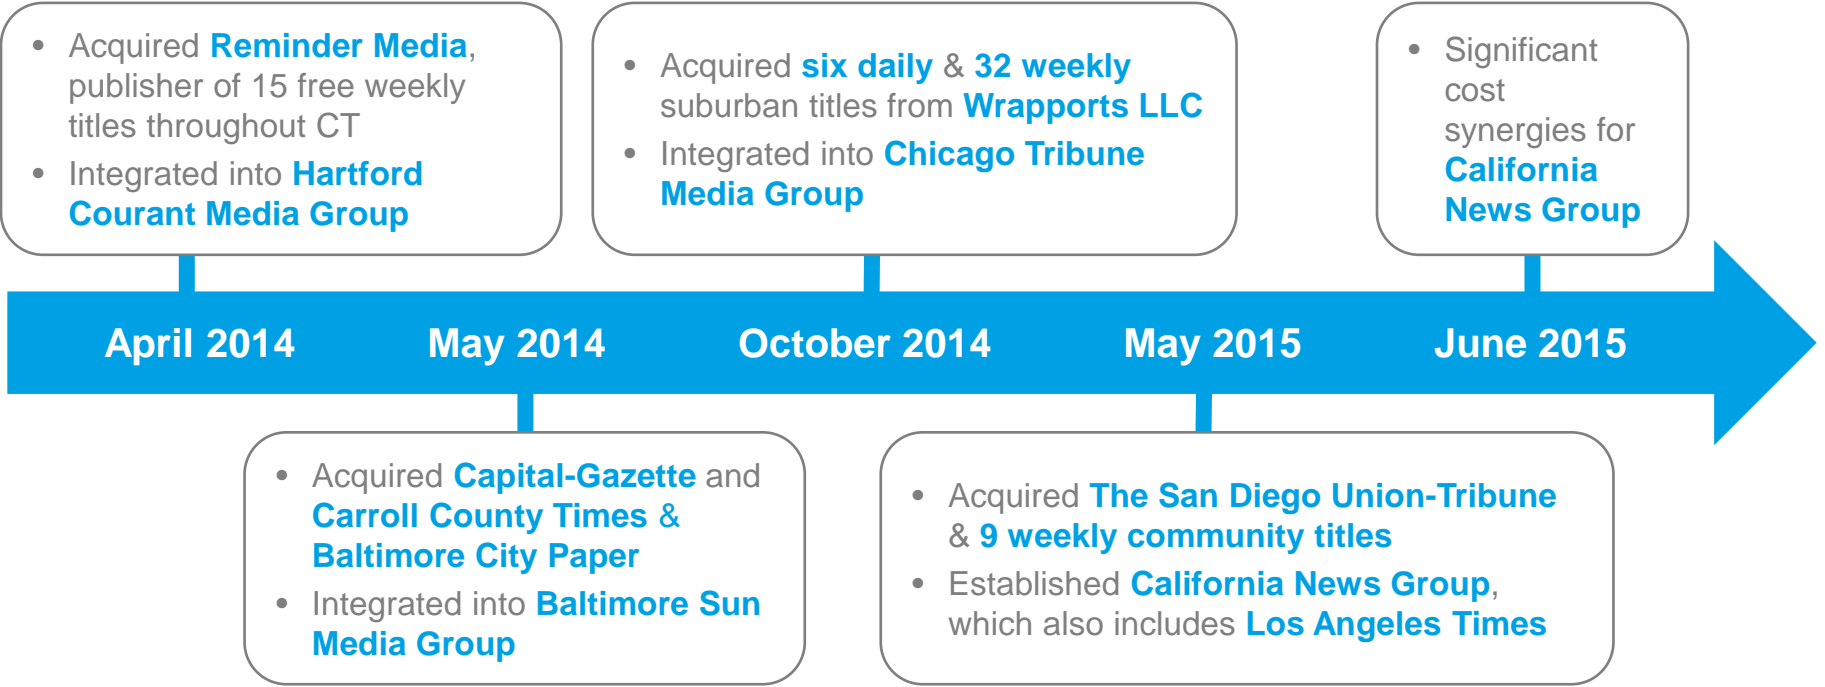 • Acquired Reminder Media,
publisher of 15 free weekly
titles throughout CT
• Integrated into Hartford
Courant Media Group
• Acquired six daily & 32 weekly
suburban titles from Wrapports LLC
• Integrated into Chicago Tribune
Media Group
• Significant
cost
synergies for
California
News Group
April 2014
May 2014
October 2014
May 2015
June 2015
• Acquired Capital-Gazette and
Carroll County Times &
Baltimore City Paper
• Integrated into Baltimore Sun
Media Group
• Acquired The San Diego Union-Tribune
& 9 weekly community titles
• Established California News Group,
which also includes Los Angeles Times